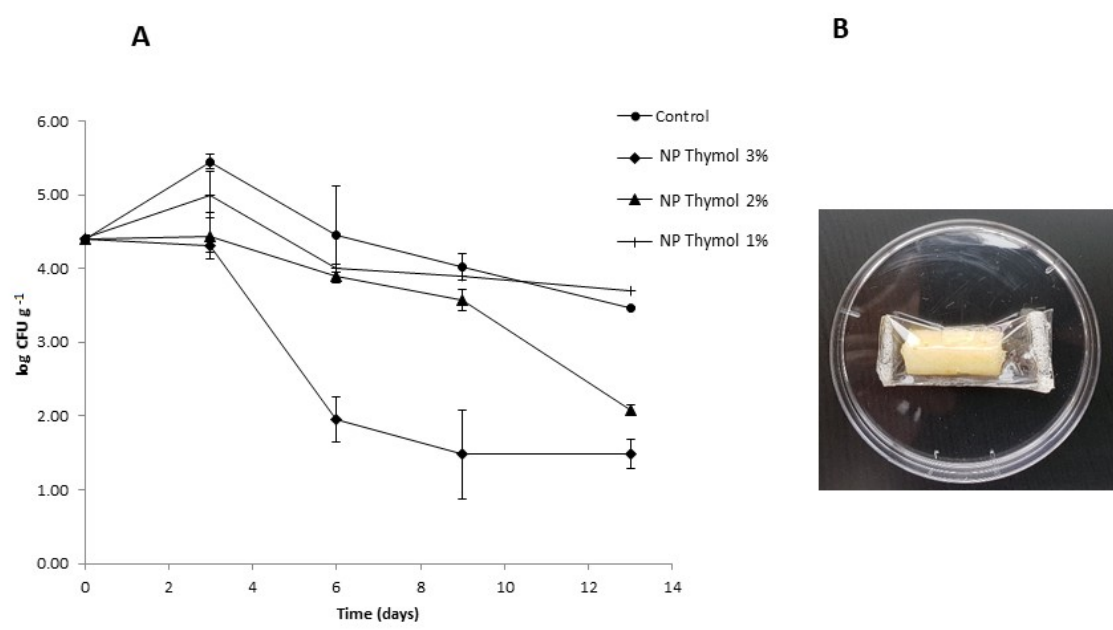 A
B
6.00
5.00
4.00
3.00
2.00
1.00
0.00
log CFU g⁻¹
0 2 4 6 8 10 12 14
Time (days)
Control
NP Thymol 3%
NP Thymol 2%
NP Thymol 1%